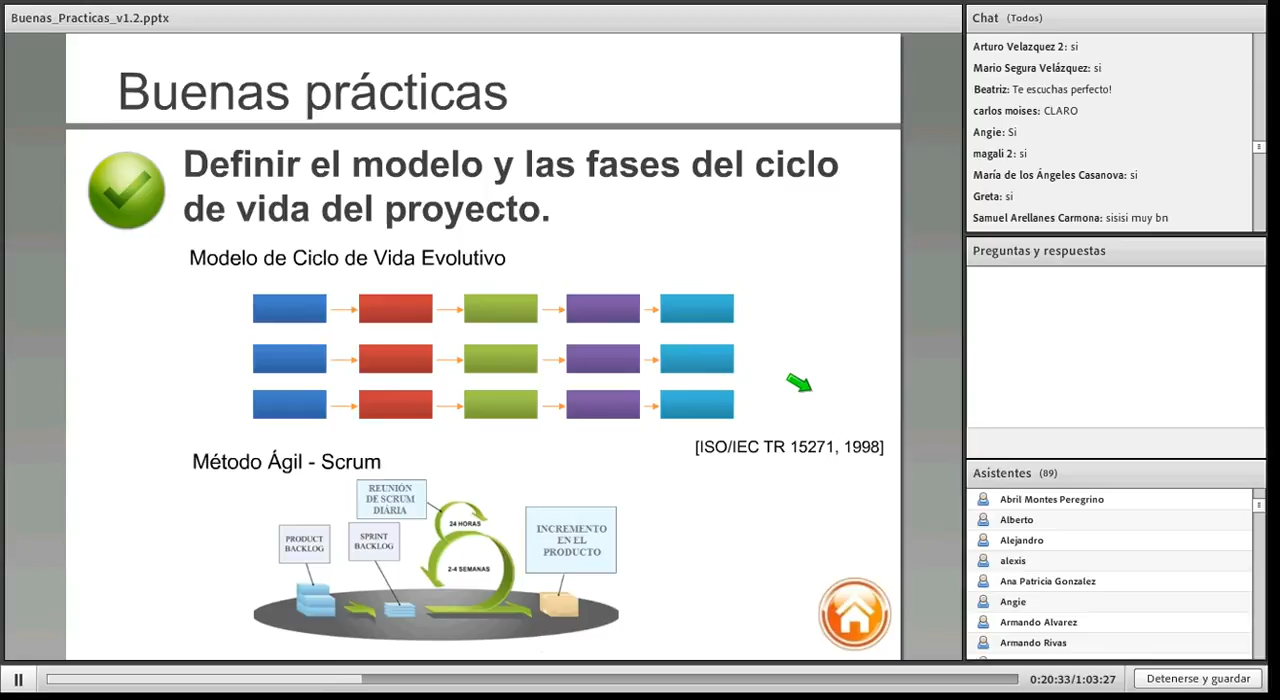 Buenas_Practicas_v1.2.pptx
Buenas prácticas
Definir el modelo y las fases del ciclo
de vida del proyecto.
Modelo de Ciclo de Vida Evolutivo
[ISO/IEC TR 15271, 1998]
Método Ágil - Scrum
REUNIÓN
DE SCRUM
DIÁRIA
PRODUCT
BACKLOG
SPRINT
BACKLOG
24 HORAS
2-4 SEMANAS
INCREMENTO
EN EL
PRODUCTO
Chat (Todos)
Arturo Velazquez 2: si
Mario Segura Velázquez: si
Beatriz: Te escuchas perfecto!
carlos moises: CLARO
Angie: Si
magali 2: si
María de los Ángeles Casanova: si
Greta: si
Samuel Arellanes Carmona: sisisi muy bn
Preguntas y respuestas
Asistentes (89)
Abril Montes Peregrino
Alberto
Alejandro
alexis
Ana Patricia Gonzalez
Angie
Armando Alvarez
Armando Rivas
0:20:33/1:03:27
Detenerse y guardar